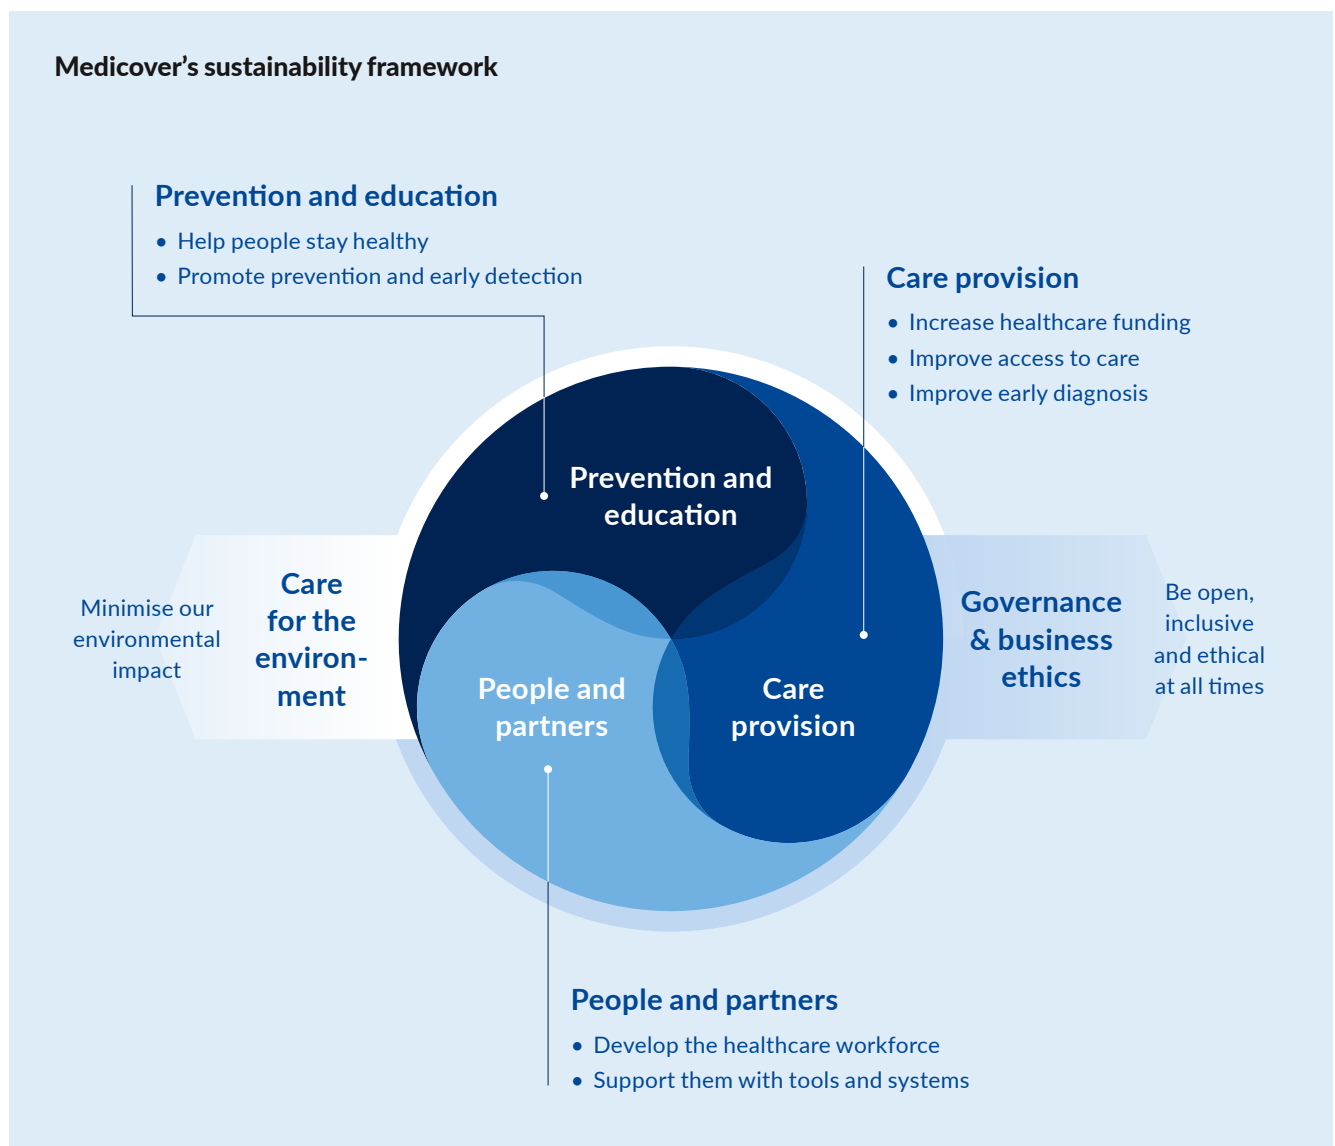 Medicover’s sustainability framework
Prevention and education
• Help people stay healthy
• Promote prevention and early detection
Care provision
• Increase healthcare funding
• Improve access to care
• Improve early diagnosis
Prevention and
education
Minimise our
environmental
impact
Care
for the
environ-
ment
Governance
& business
ethics
Be open,
inclusive
and ethical
at all times
People and
partners
Care
provision
People and partners
• Develop the healthcare workforce
• Support them with tools and systems